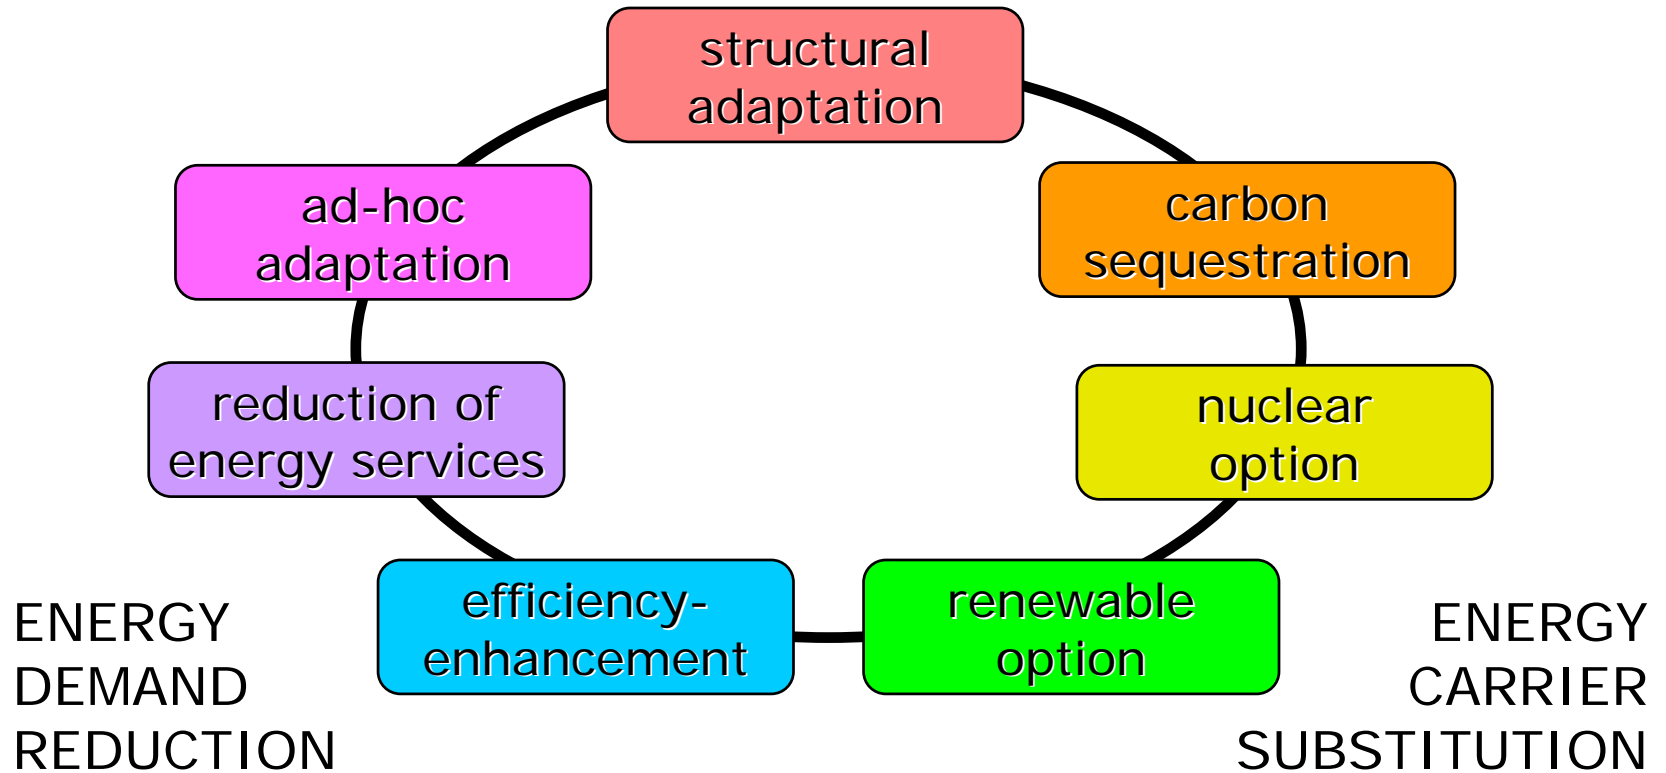 structural
adaptation
ad-hoc
adaptation
carbon
sequestration
reduction of
energy services
nuclear
option
efficiency-
enhancement
renewable
option
ENERGY
DEMAND
REDUCTION
ENERGY
CARRIER
SUBSTITUTION